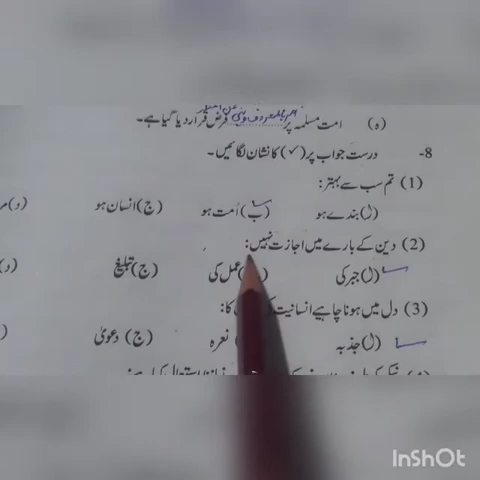 (ہ) امت مسلمہ پر امر بالمعروف و نہی عن المنکر فرض قرار دیا گیا ہے۔
8- درست جواب پر (✓) کا نشان لگائیں۔
(1) تم سب سے بہتر:
(ا) بندے ہو (ب) اُمت ہو (ج) انسان ہو (د)
(2) دین کے بارے میں اجازت نہیں:
(ا) جبر کی عمل کی (ج) تبلیغ (د)
(3) دل میں ہونا چاہیے انسانیت کا:
(ا) جذبہ نعرہ (ج) دعویٰ (د)
InShOt